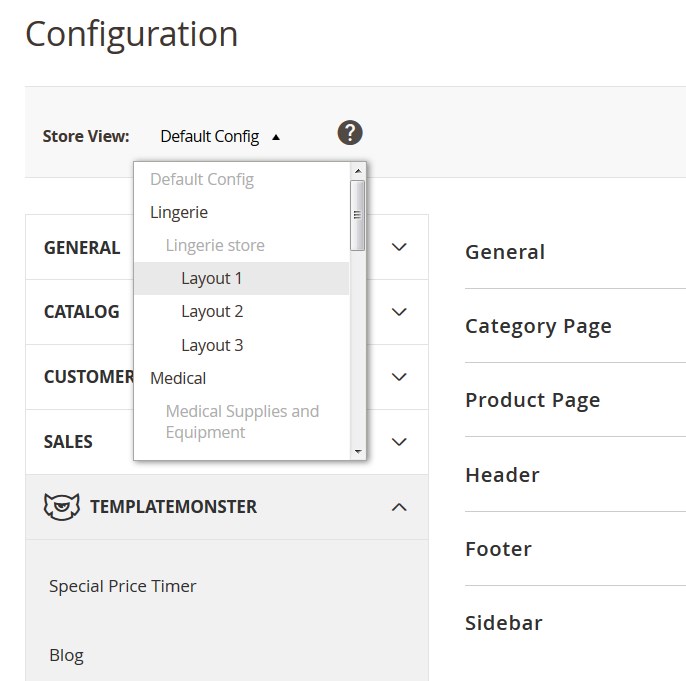 Configuration
Store View: Default Config
?
Default Config
Lingerie
Lingerie store
Layout 1
Layout 2
Layout 3
Medical
Medical Supplies and
Equipment
GENERAL
CATALOG
CUSTOMER
SALES
TEMPLATEMONSTER
Special Price Timer
Blog
General
Category Page
Product Page
Header
Footer
Sidebar